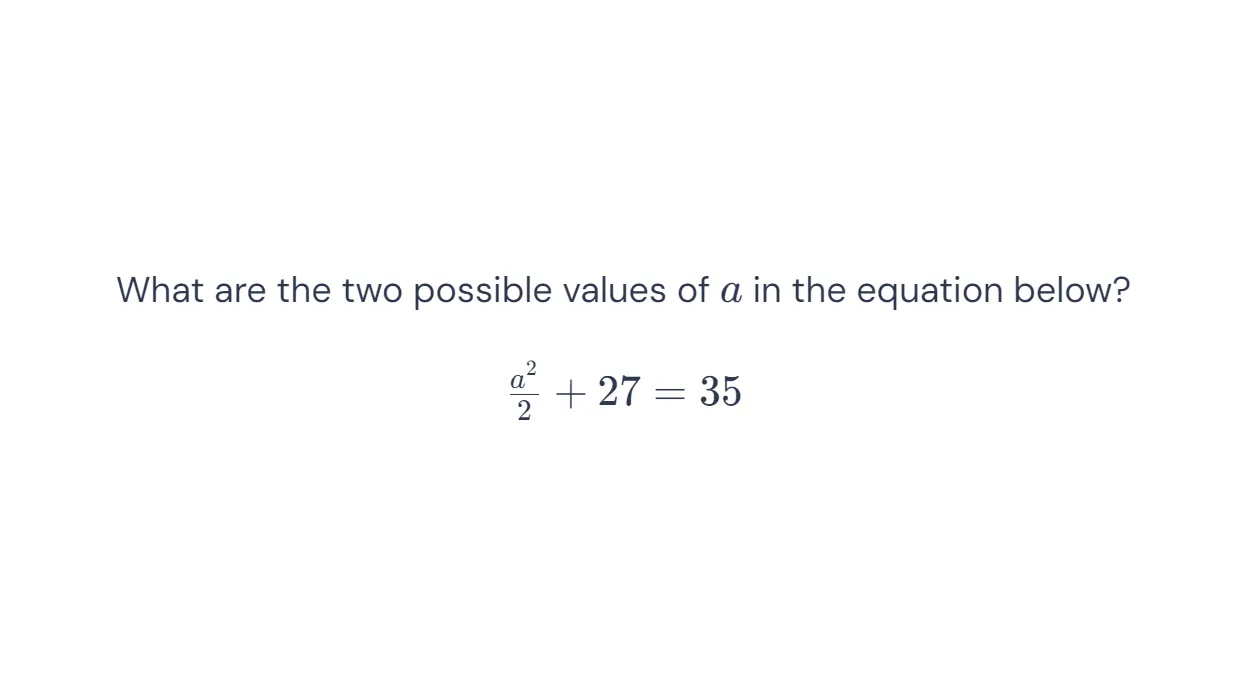 What are the two possible values of a in the equation below?
a²/2 + 27 = 35